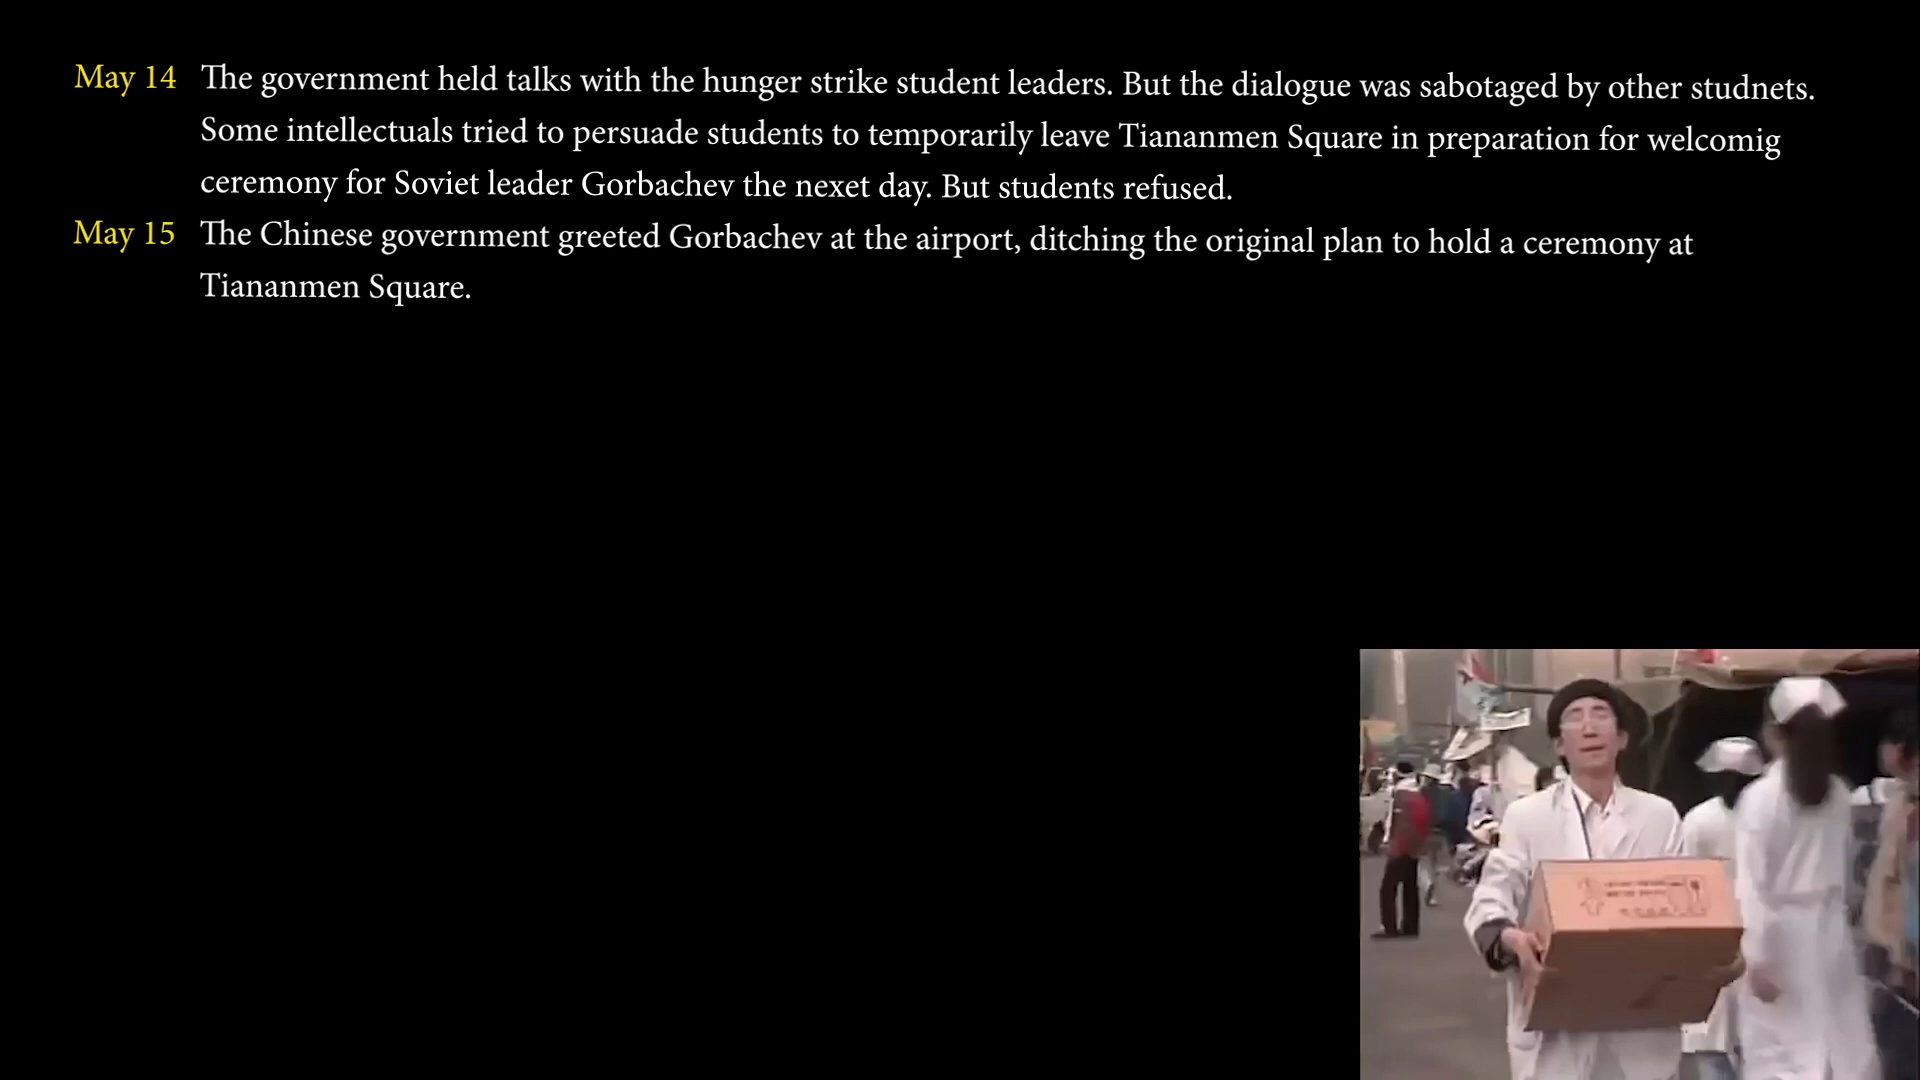 May 14 The government held talks with the hunger strike student leaders. But the dialogue was sabotaged by other studnets.
Some intellectuals tried to persuade students to temporarily leave Tiananmen Square in preparation for welcomig
ceremony for Soviet leader Gorbachev the nexet day. But students refused.
May 15 The Chinese government greeted Gorbachev at the airport, ditching the original plan to hold a ceremony at
Tiananmen Square.